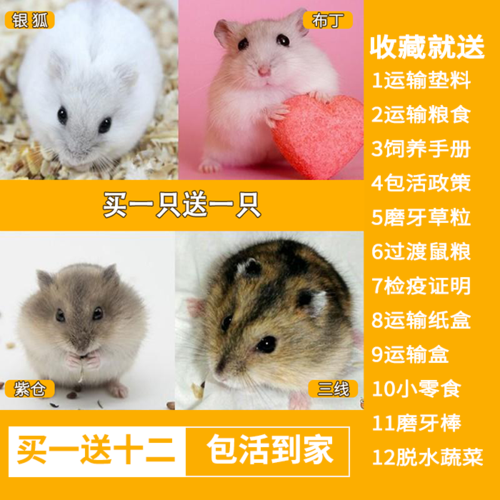 银狐
布丁
买一只送一只
紫仓
三线
买一送十二
包活到家
收藏就送
1运输垫料
2运输粮食
3饲养手册
4包活政策
5磨牙草粒
6过渡鼠粮
7检疫证明
8运输纸盒
9运输盒
10小零食
11磨牙棒
12脱水蔬菜